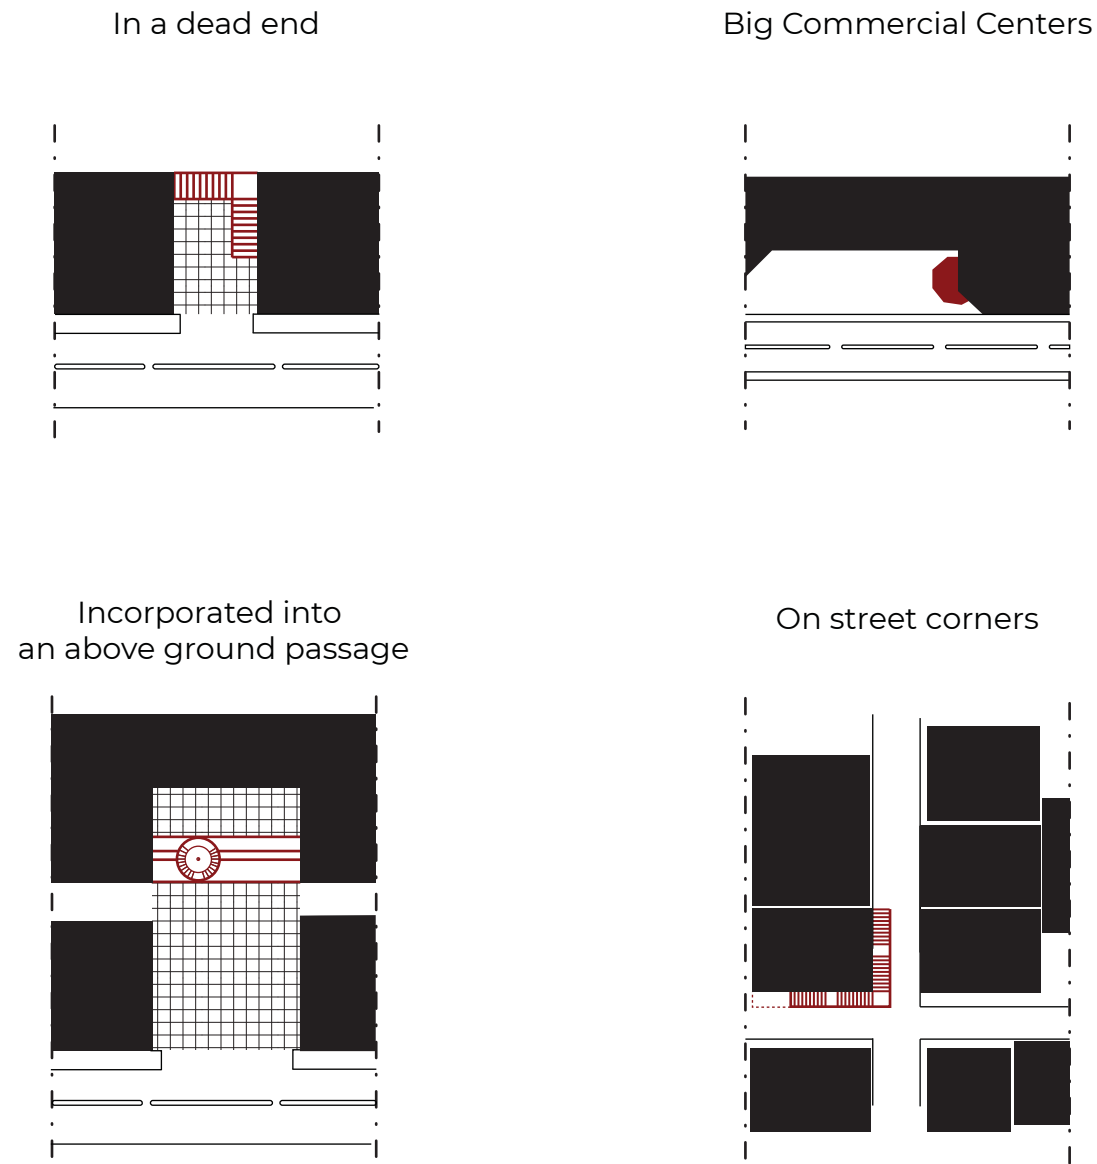 In a dead end
Big Commercial Centers
Incorporated into
an above ground passage
On street corners